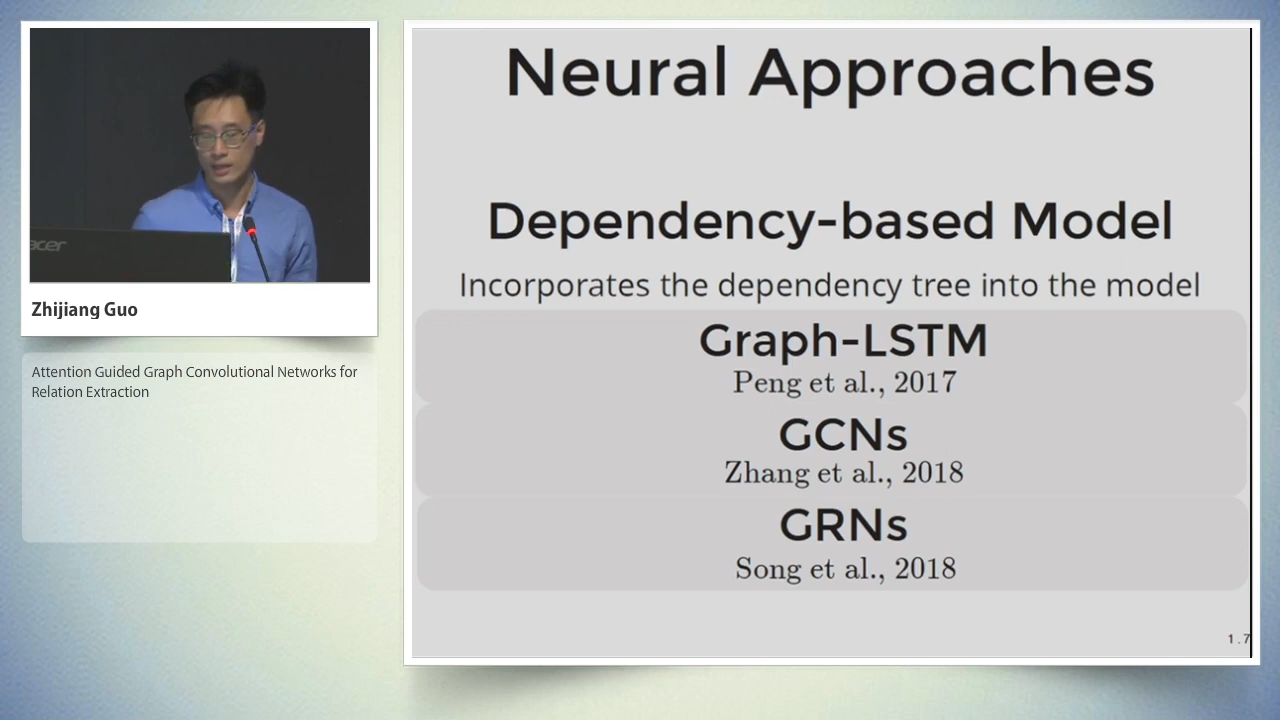 acer
Zhijiang Guo
Attention Guided Graph Convolutional Networks for
Relation Extraction
Neural Approaches
Dependency-based Model
Incorporates the dependency tree into the model
Graph-LSTM
Peng et al., 2017
GCNs
Zhang et al., 2018
GRNs
Song et al., 2018
1.7